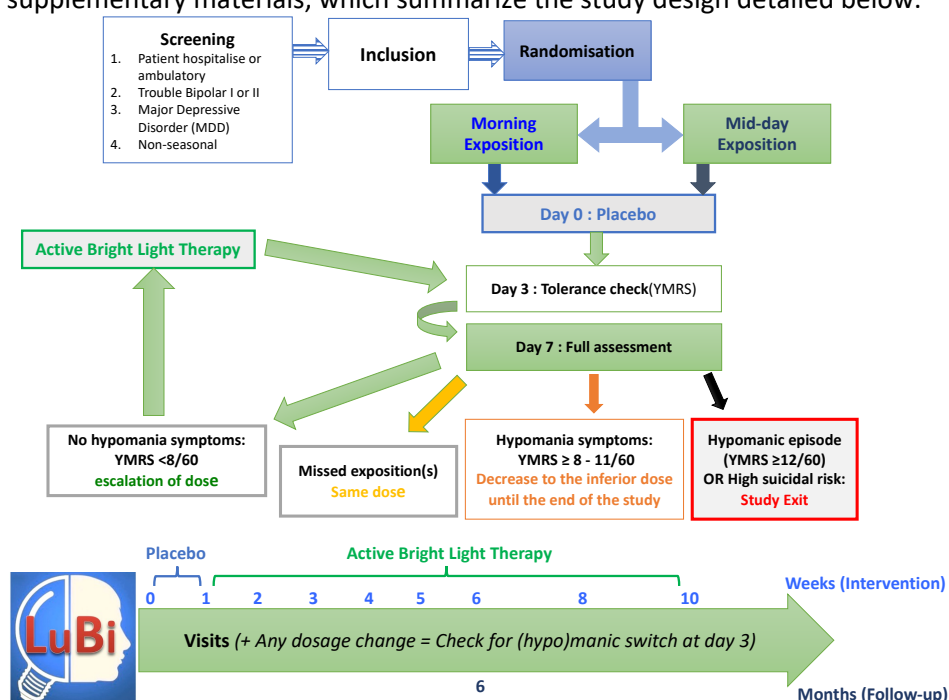 supplementary materials, which summarize the study design detailed below.
Screening
1. Patient hospitalise or
ambulatory
2. Trouble Bipolar I or II
3. Major Depressive
Disorder (MDD)
4. Non-seasonal
Inclusion
Randomisation
Morning
Exposition
Mid-day
Exposition
Day 0 : Placebo
Active Bright Light Therapy
Day 3 : Tolerance check(YMRS)
Day 7 : Full assessment
No hypomania symptoms:
YMRS <8/60
escalation of dose
Missed exposition(s)
Same dose
Hypomania symptoms:
YMRS ≥ 8 - 11/60
Decrease to the inferior dose
until the end of the study
Hypomanic episode
(YMRS ≥12/60)
OR High suicidal risk:
Study Exit
Placebo
Active Bright Light Therapy
0 1 2 3 4 5 6 8 10
Weeks (Intervention)
LuBi
Visits (+ Any dosage change = Check for (hypo)manic switch at day 3)
6
Months (Follow-up)